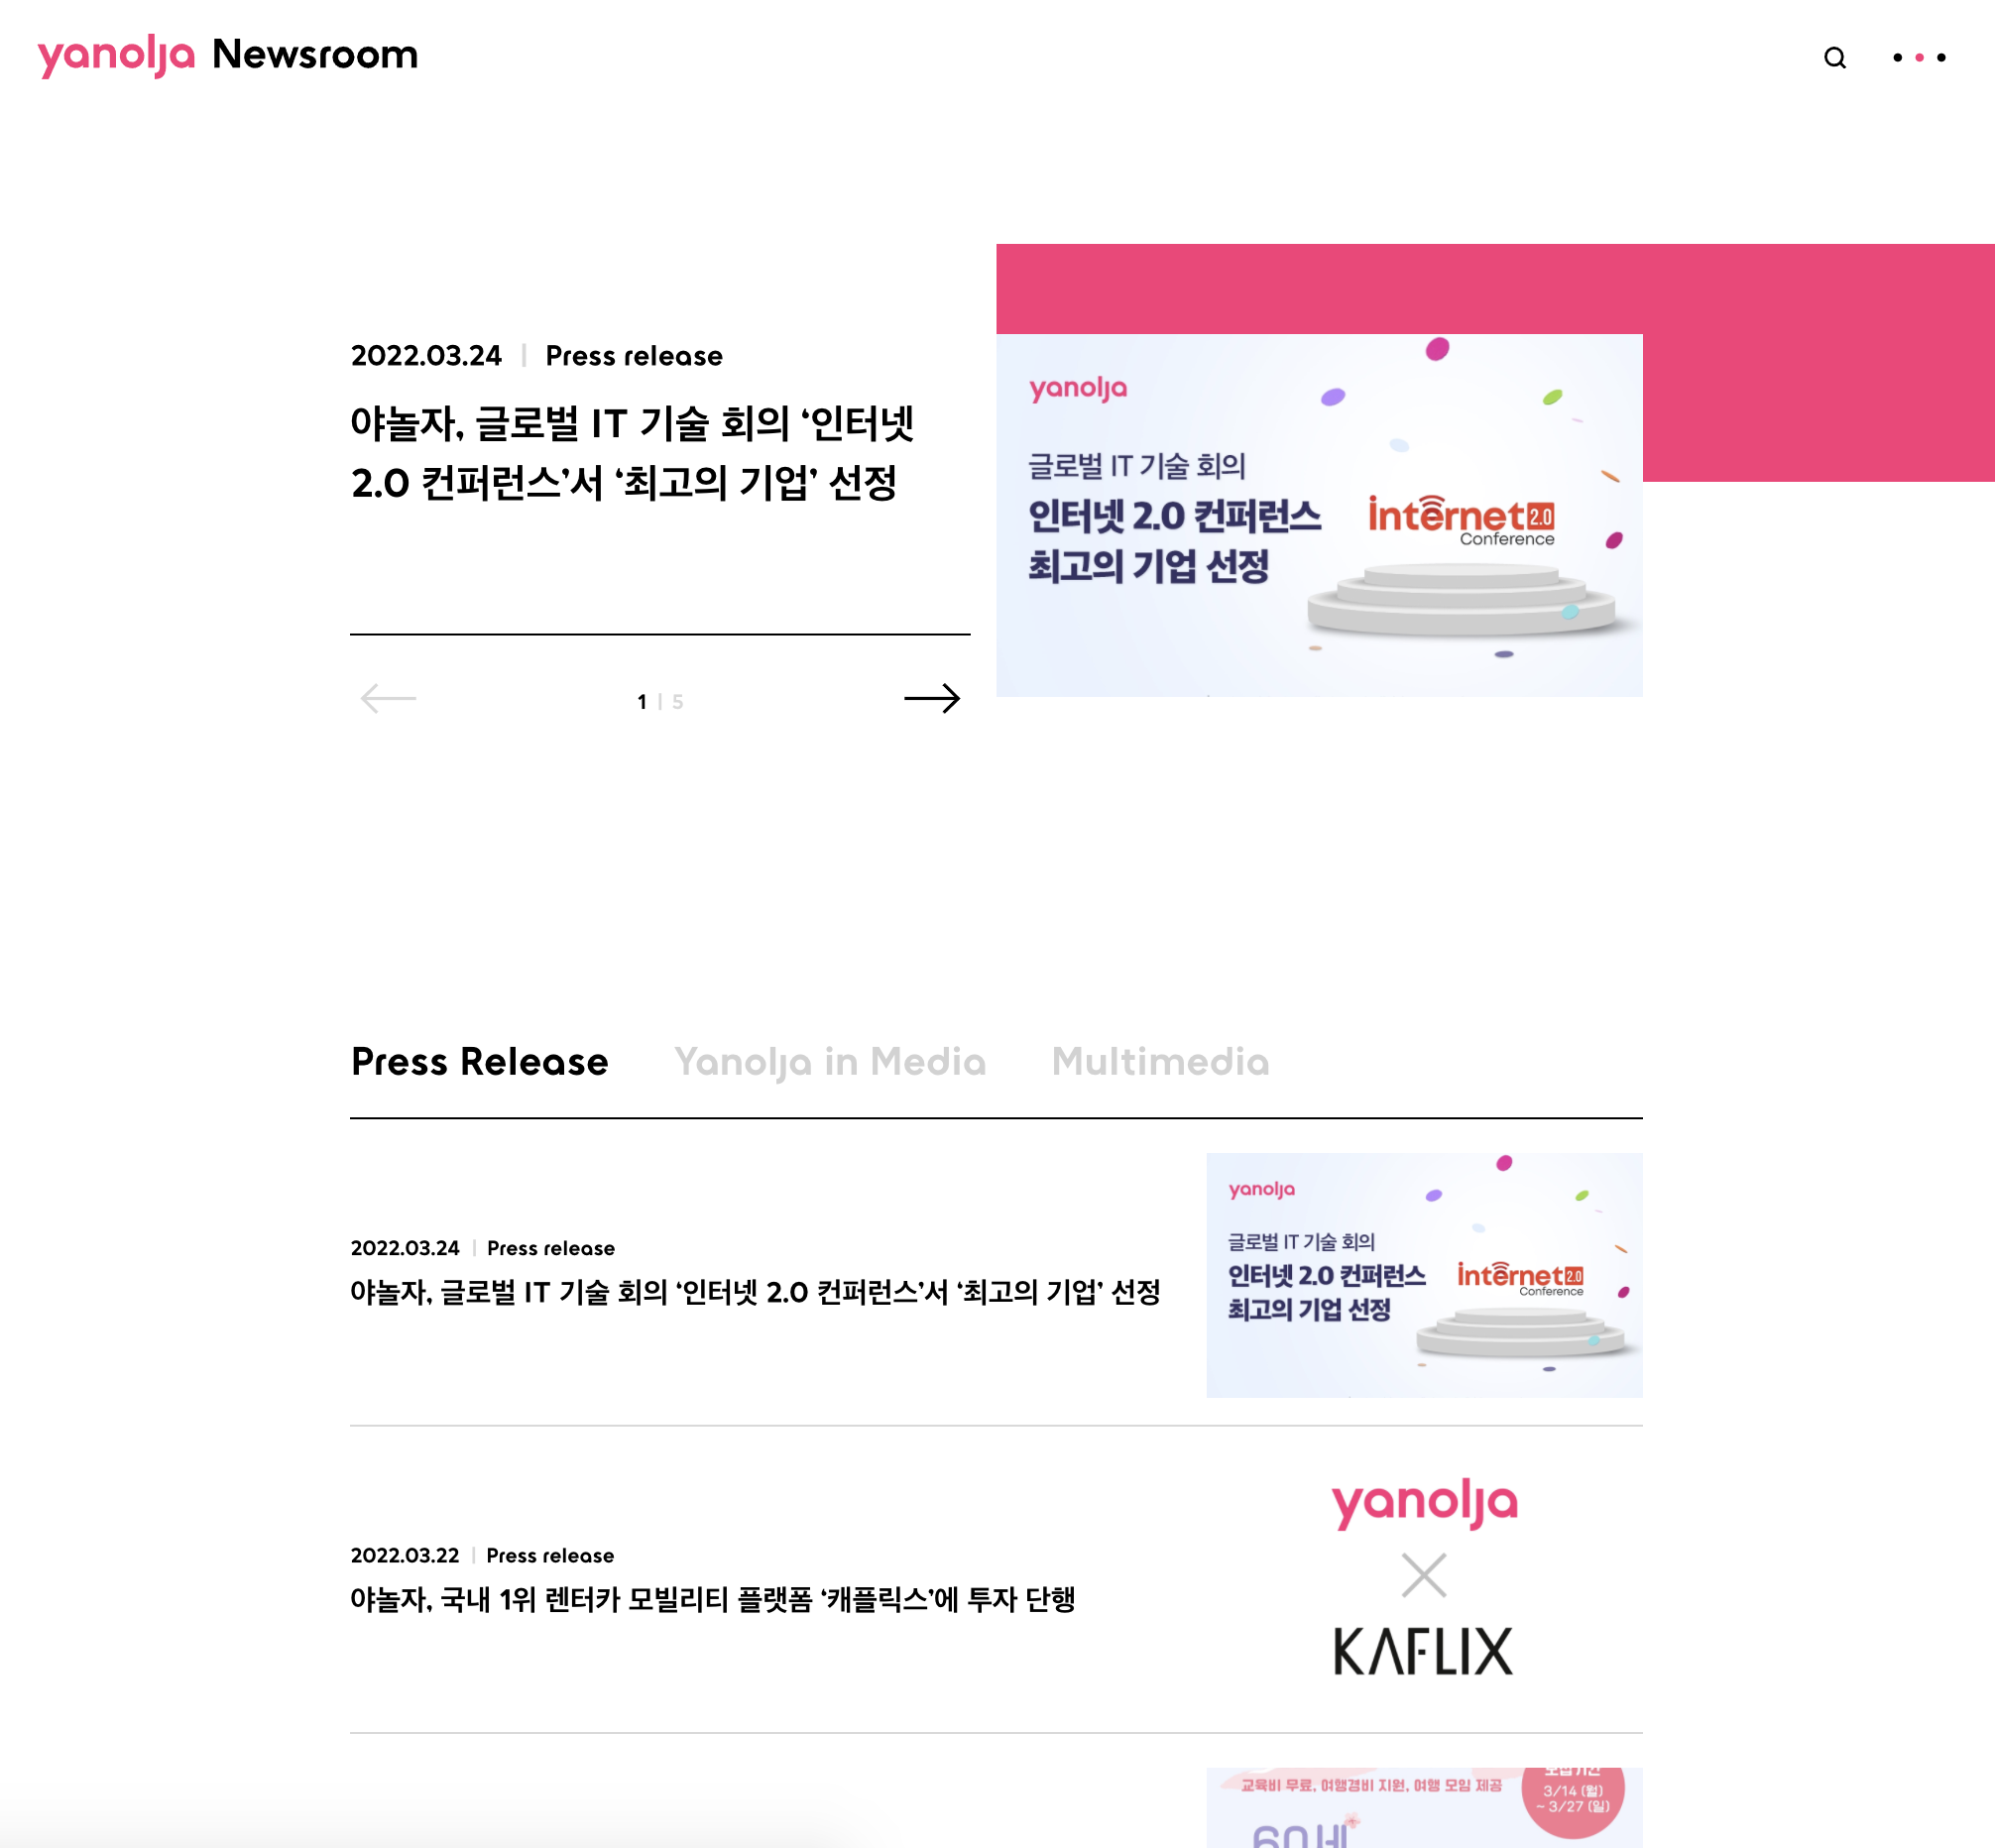 yanolja Newsroom
2022.03.24 | Press release
야놀자, 글로벌 IT 기술 회의 ‘인터넷
2.0 컨퍼런스’서 ‘최고의 기업’ 선정
1 | 5
yanolja
글로벌 IT 기술 회의
인터넷 2.0 컨퍼런스
최고의 기업 선정
internet 2.0
Conference
Press Release Yanolja in Media Multimedia
2022.03.24 | Press release
야놀자, 글로벌 IT 기술 회의 ‘인터넷 2.0 컨퍼런스’서 ‘최고의 기업’ 선정
yanolja
글로벌 IT 기술 회의
인터넷 2.0 컨퍼런스
최고의 기업 선정
internet 2.0
Conference
2022.03.22 | Press release
야놀자, 국내 1위 렌터카 모빌리티 플랫폼 ‘캐플릭스’에 투자 단행
yanolja
KAFLIX
교육비 무료, 여행경비 지원, 여행 모임 제공
3/14 (월)
~ 3/27 (일)